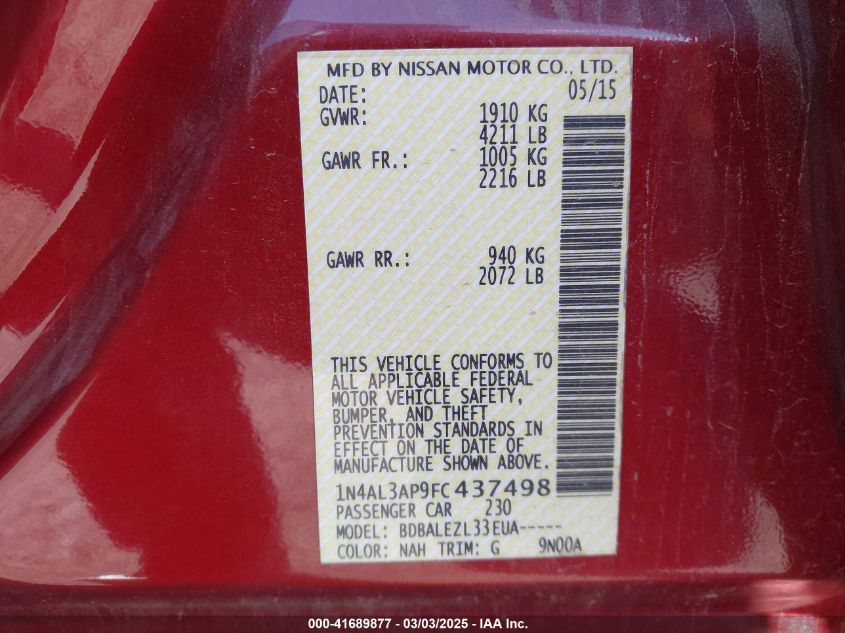 MFD BY NISSAN MOTOR CO., LTD.
DATE: 05/15
GVWR: 1910 KG
4211 LB
GAWR FR.: 1005 KG
2216 LB
GAWR RR.: 940 KG
2072 LB
THIS VEHICLE CONFORMS TO
ALL APPLICABLE FEDERAL
MOTOR VEHICLE SAFETY,
BUMPER, AND THEFT
PREVENTION STANDARDS IN
EFFECT ON THE DATE OF
MANUFACTURE SHOWN ABOVE.
1N4AL3AP9FC437498
PASSENGER CAR 230
MODEL: BDBALEZL33EUA-----
COLOR: NAH TRIM: G 9N00A
000-41689877 - 03/03/2025 - IAA Inc.